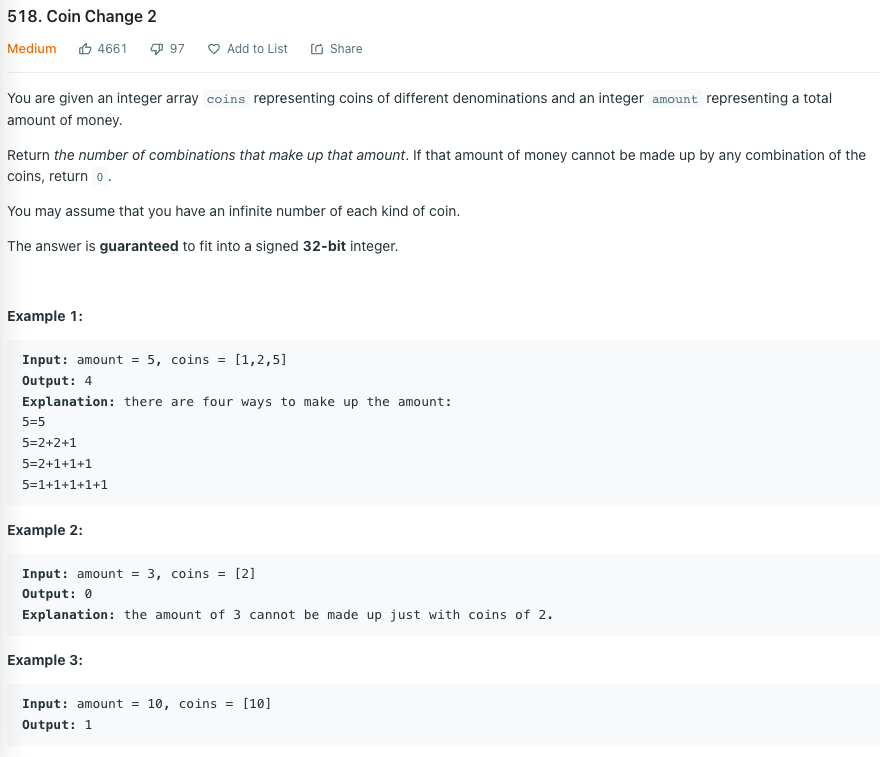 518. Coin Change 2
Medium 4661 97 Add to List Share
You are given an integer array coins representing coins of different denominations and an integer amount representing a total
amount of money.
Return the number of combinations that make up that amount. If that amount of money cannot be made up by any combination of the
coins, return 0 .
You may assume that you have an infinite number of each kind of coin.
The answer is guaranteed to fit into a signed 32-bit integer.
Example 1:
Input: amount = 5, coins = [1,2,5]
Output: 4
Explanation: there are four ways to make up the amount:
5=5
5=2+2+1
5=2+1+1+1
5=1+1+1+1+1
Example 2:
Input: amount = 3, coins = [2]
Output: 0
Explanation: the amount of 3 cannot be made up just with coins of 2.
Example 3:
Input: amount = 10, coins = [10]
Output: 1